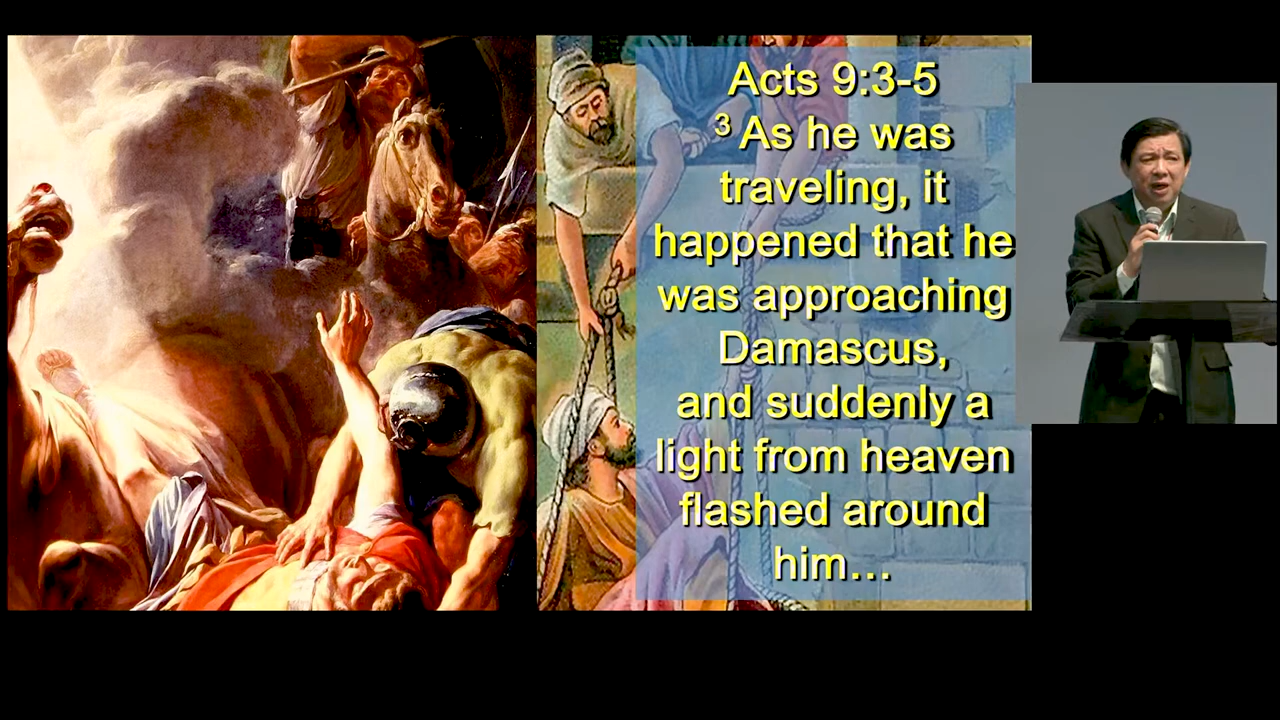 Acts 9:3-5
³ As he was
traveling, it
happened that he
was approaching
Damascus,
and suddenly a
light from heaven
flashed around
him…